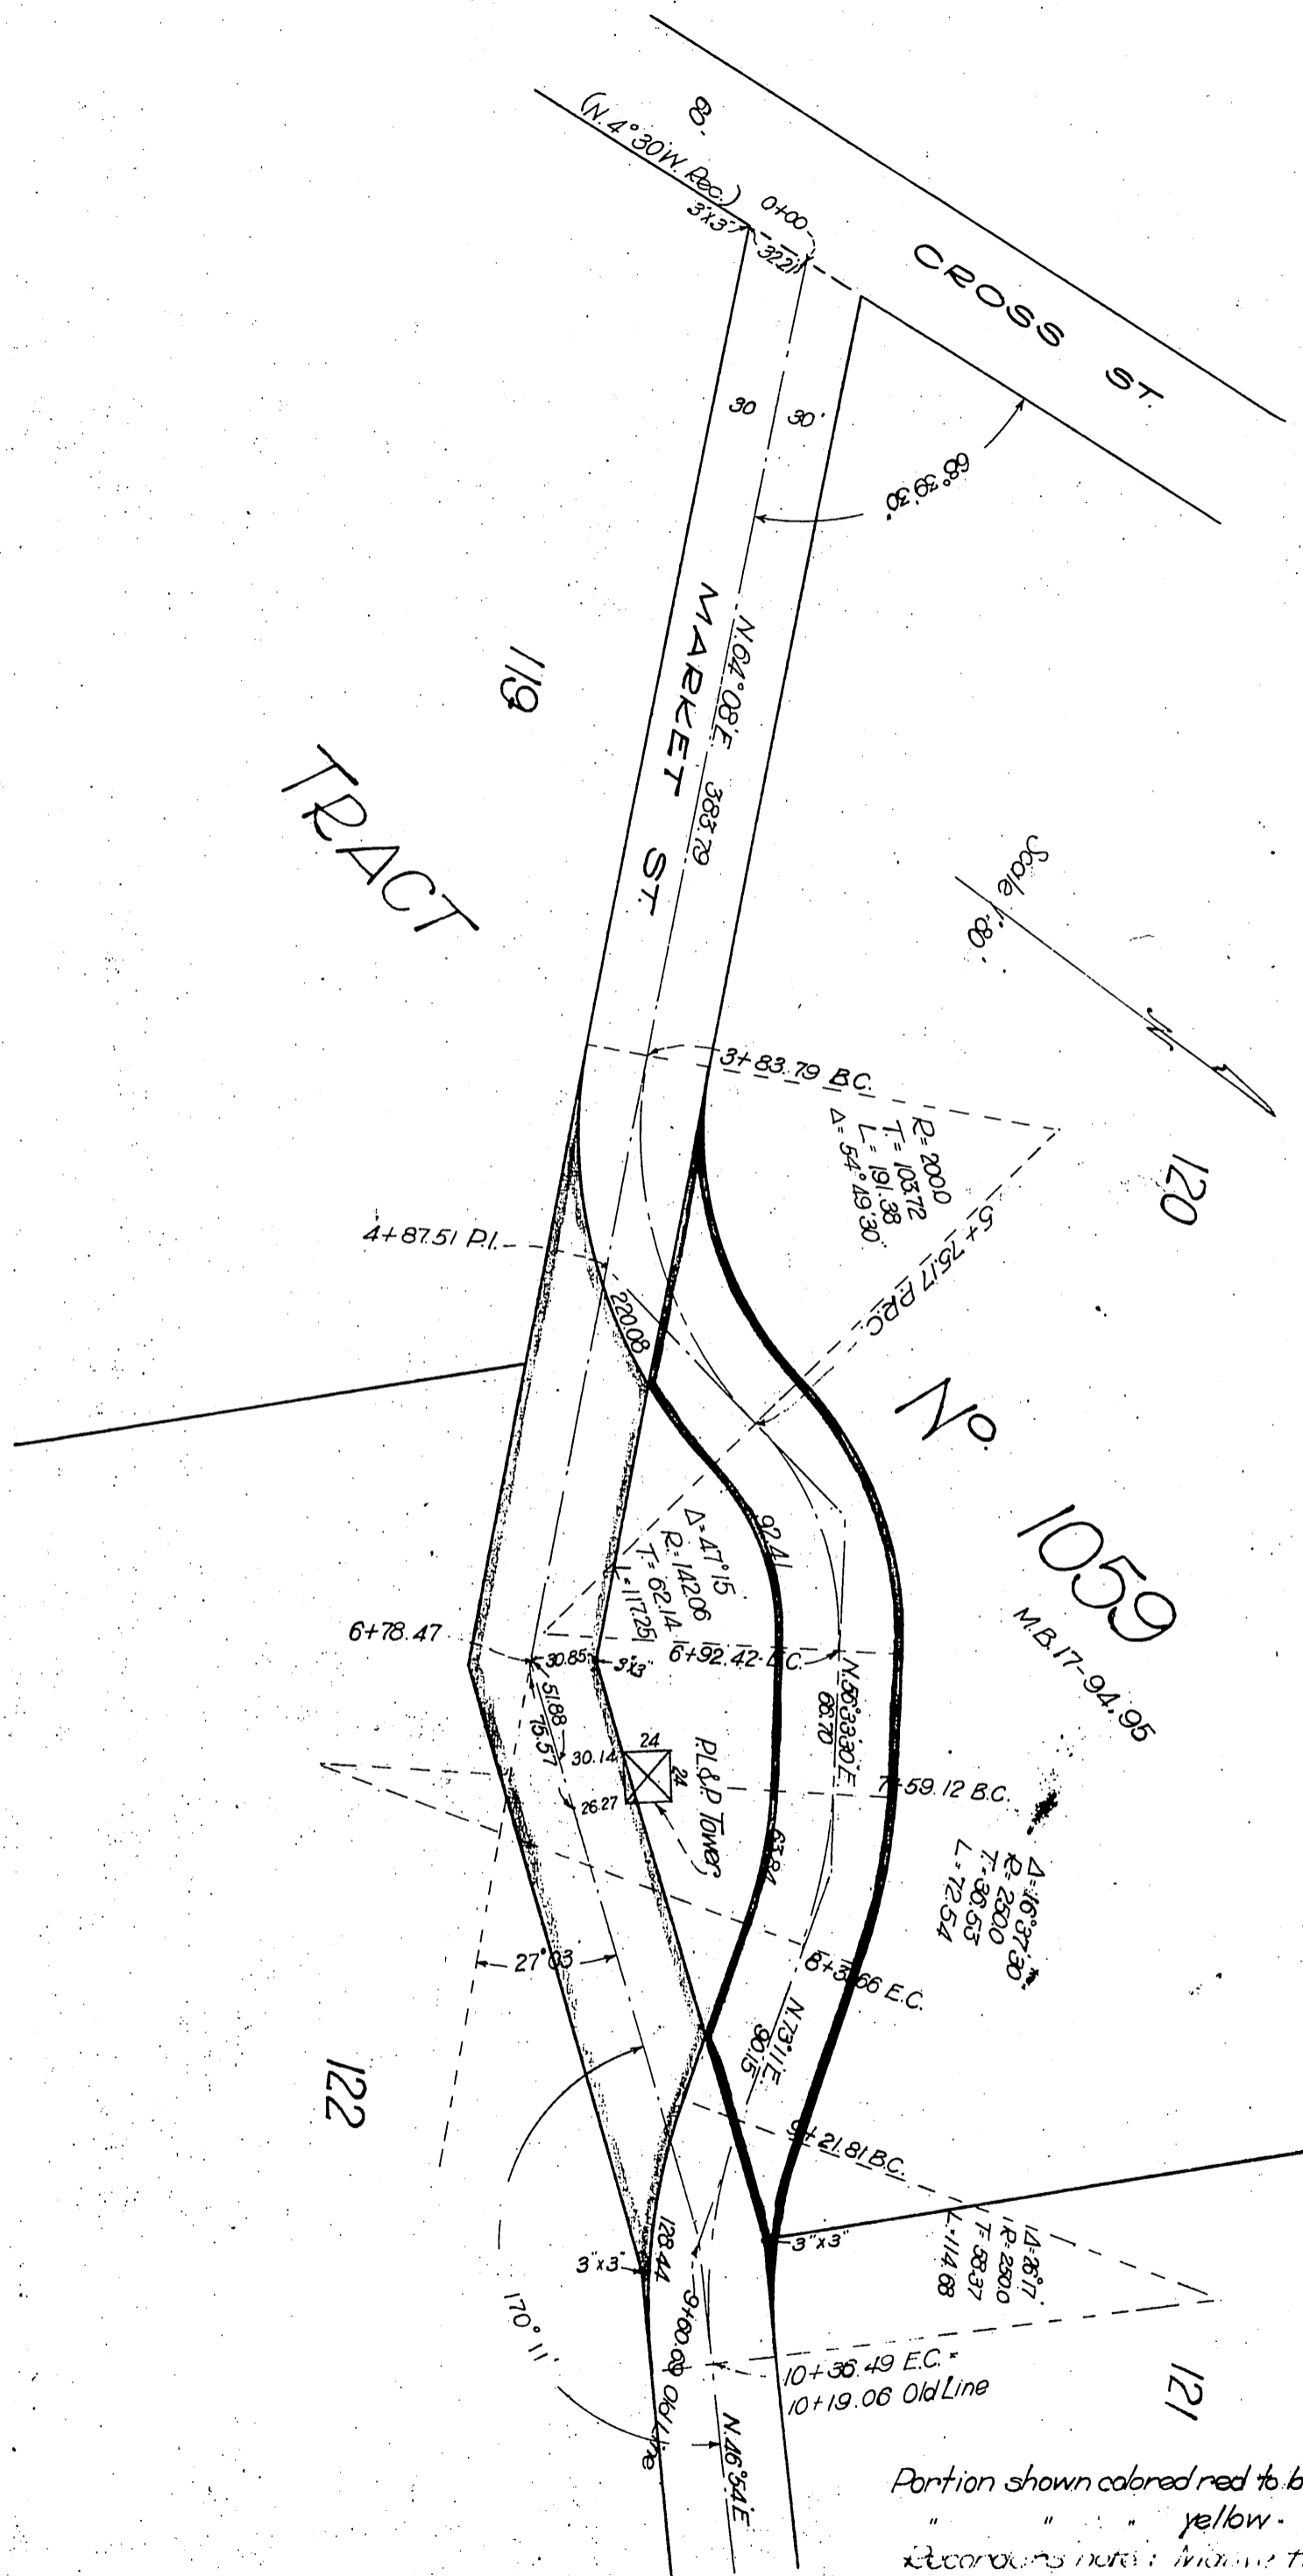 80.
(N.4°30'W. Rec.)
3"x3"
0+00
32.21
CROSS ST.
30
30'
68°39'30"
MARKET ST.
N.64°08'E. 383.79
119
TRACT
Scale 1"=80'
N
3+83.79 B.C.
R=200.0
T.=103.72
L.=191.38
Δ=54°49'30"
120
5+75.17 P.R.C.
4+87.51 P.I.
220.08
No.
1059
M.B.17-94.95
92.41
Δ=47°15'
R=142.06
T.=62.14
L=117.25
6+78.47
30.85
3"x3"
6+92.42 E.C.
N.56°33'30"E.
66.70
51.88
75.57
30.14
24
24
26.27
P.L.&P. Tower
7+59.12 B.C.
63.84
Δ=16°37'30"
R=250.0
T.=36.53
L=72.54
27°03'
8+31.66 E.C.
N.73°11'E.
90.15
122
9+21.81 B.C.
3"x3"
128.44
3"x3"
Δ=26°17'
R=250.0
T=58.37
L=114.68
170°11'
9+60.69 Old Line
10+36.49 E.C.=
10+19.06 Old Line
121
N.46°54'E
Portion shown colored red to b
" " " yellow -